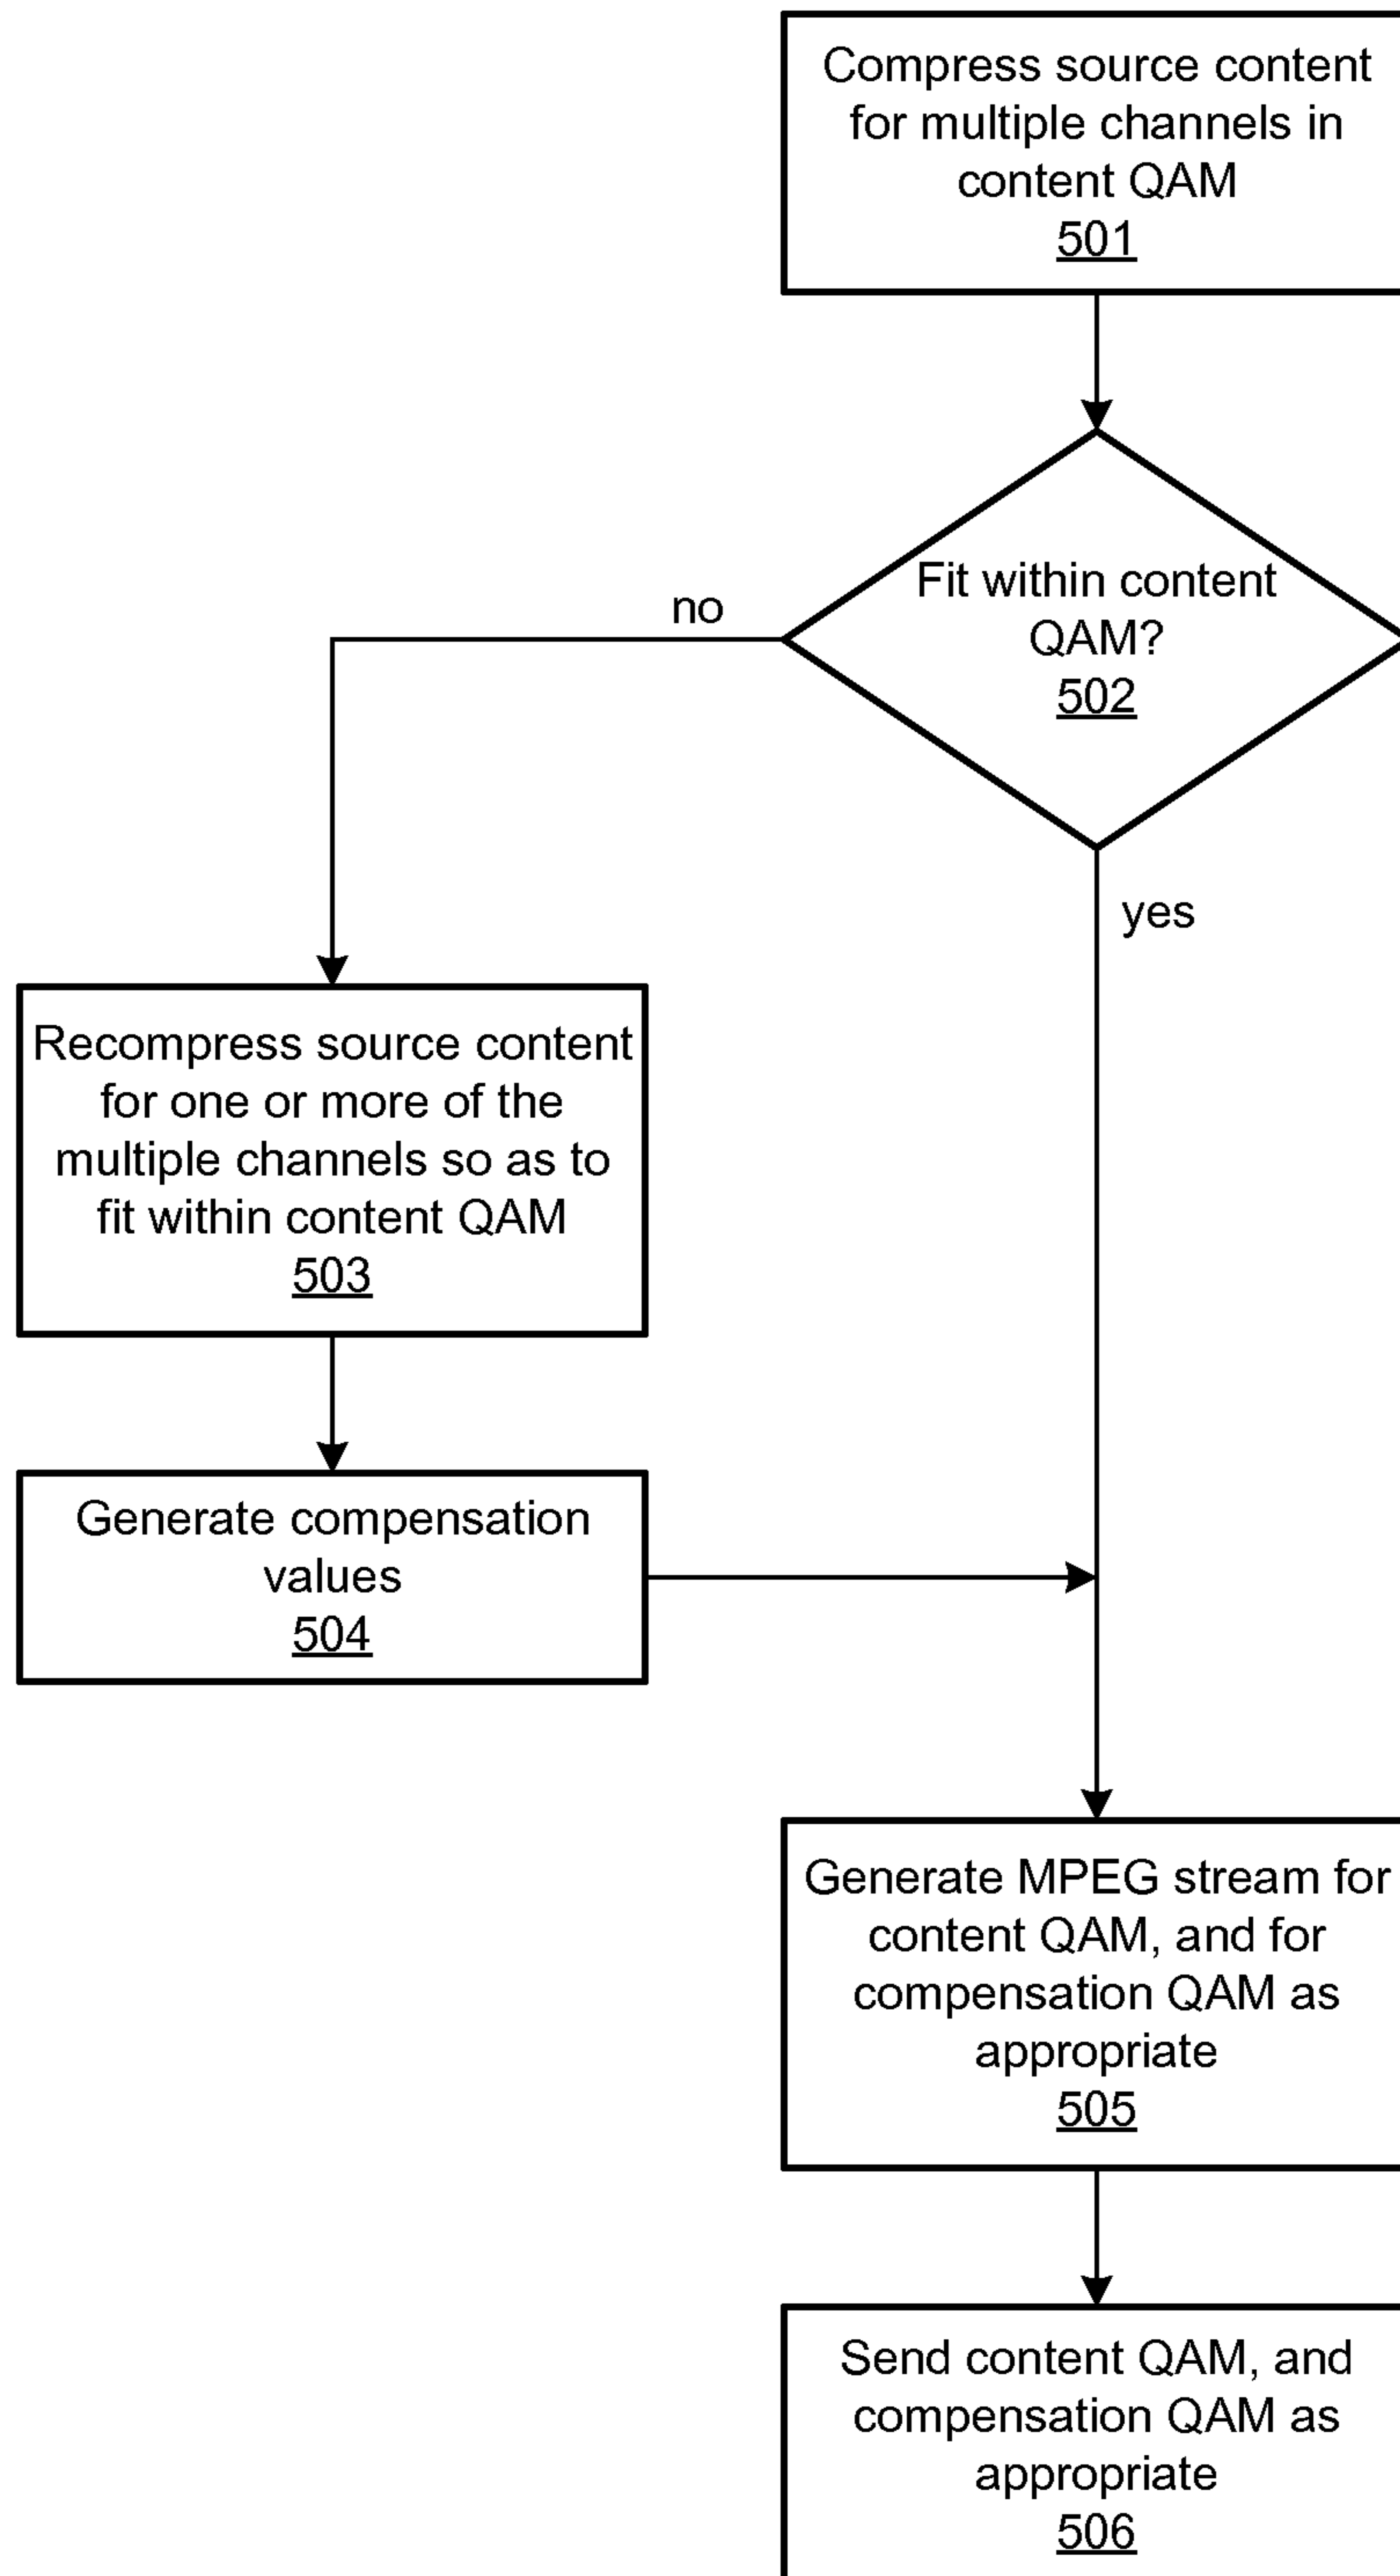 Compress source content
for multiple channels in
content QAM
501
Fit within content
QAM?
502
no
yes
Recompress source content
for one or more of the
multiple channels so as to
fit within content QAM
503
Generate compensation
values
504
Generate MPEG stream for
content QAM, and for
compensation QAM as
appropriate
505
Send content QAM, and
compensation QAM as
appropriate
506